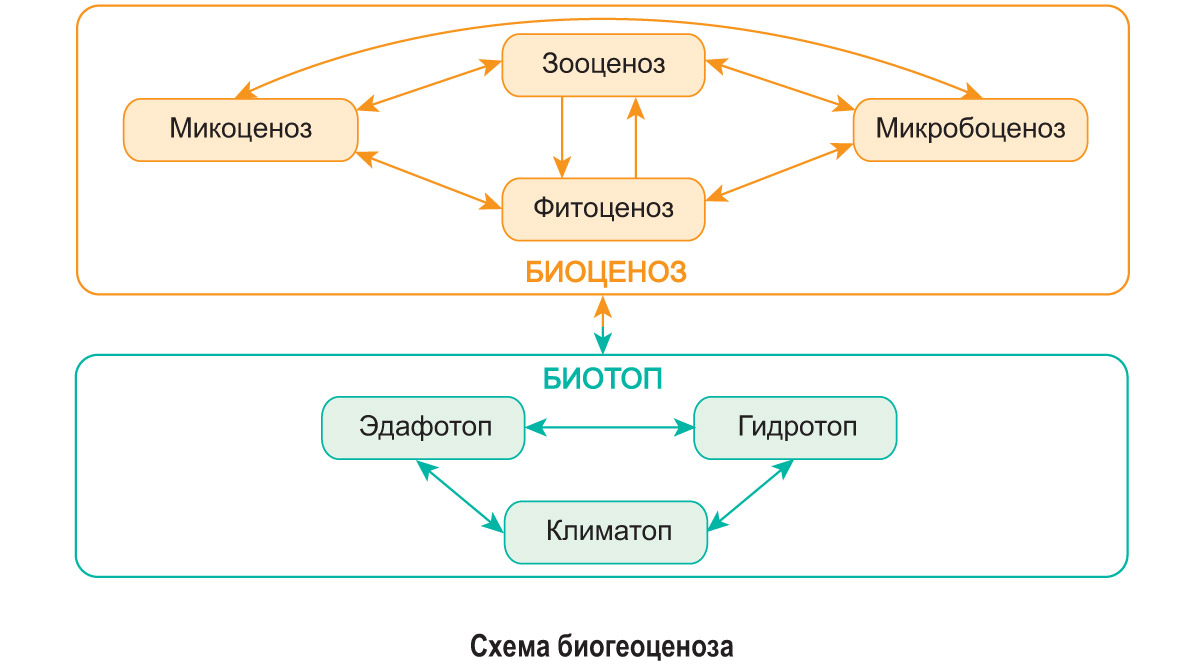 Зооценоз
Микоценоз
Микробоценоз
Фитоценоз
БИОЦЕНОЗ
БИОТОП
Эдафотоп
Гидротоп
Климатоп
Схема биогеоценоза